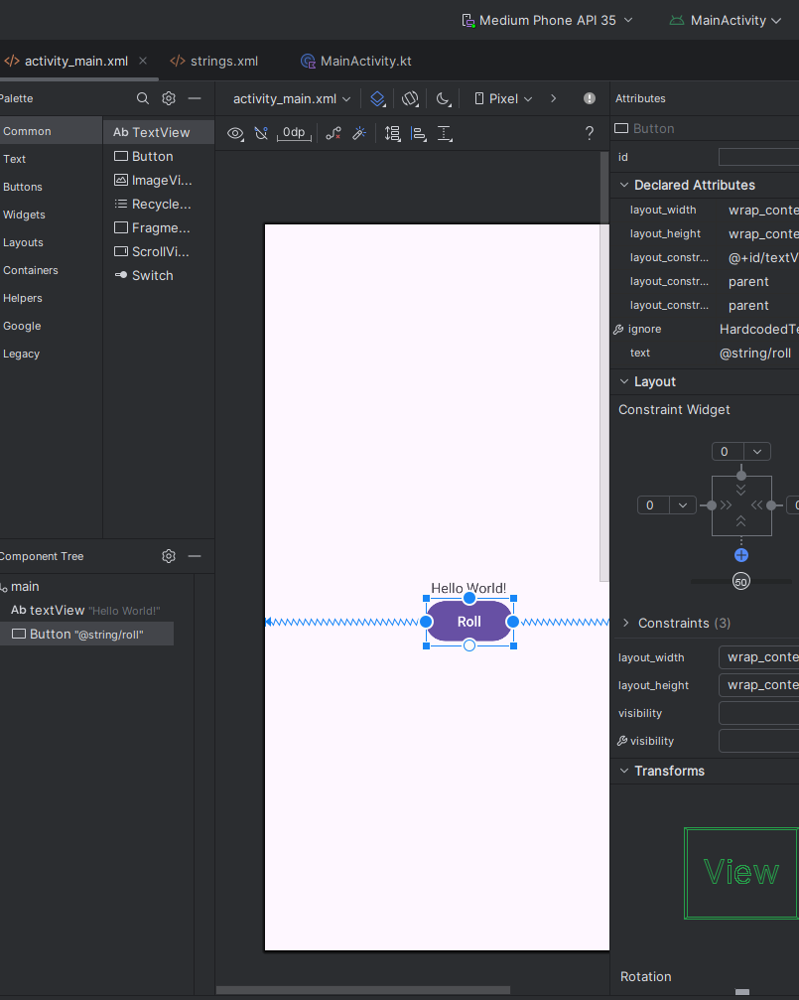 Medium Phone API 35 MainActivity
activity_main.xml strings.xml MainActivity.kt
Palette
Common
Text
Buttons
Widgets
Layouts
Containers
Helpers
Google
Legacy
Ab TextView
Button
ImageVi...
Recycle...
Fragme...
ScrollVi...
Switch
activity_main.xml Pixel
0dp ?
Hello World!
Roll
Component Tree
main
Ab textView "Hello World!"
Button "@string/roll"
Attributes
Button
id
Declared Attributes
layout_width wrap_conte
layout_height wrap_conte
layout_constr... @+id/textV
layout_constr... parent
layout_constr... parent
ignore HardcodedTe
text @string/roll
Layout
Constraint Widget
0
0 0
50
Constraints (3)
layout_width wrap_conte
layout_height wrap_conte
visibility
visibility
Transforms
View
Rotation